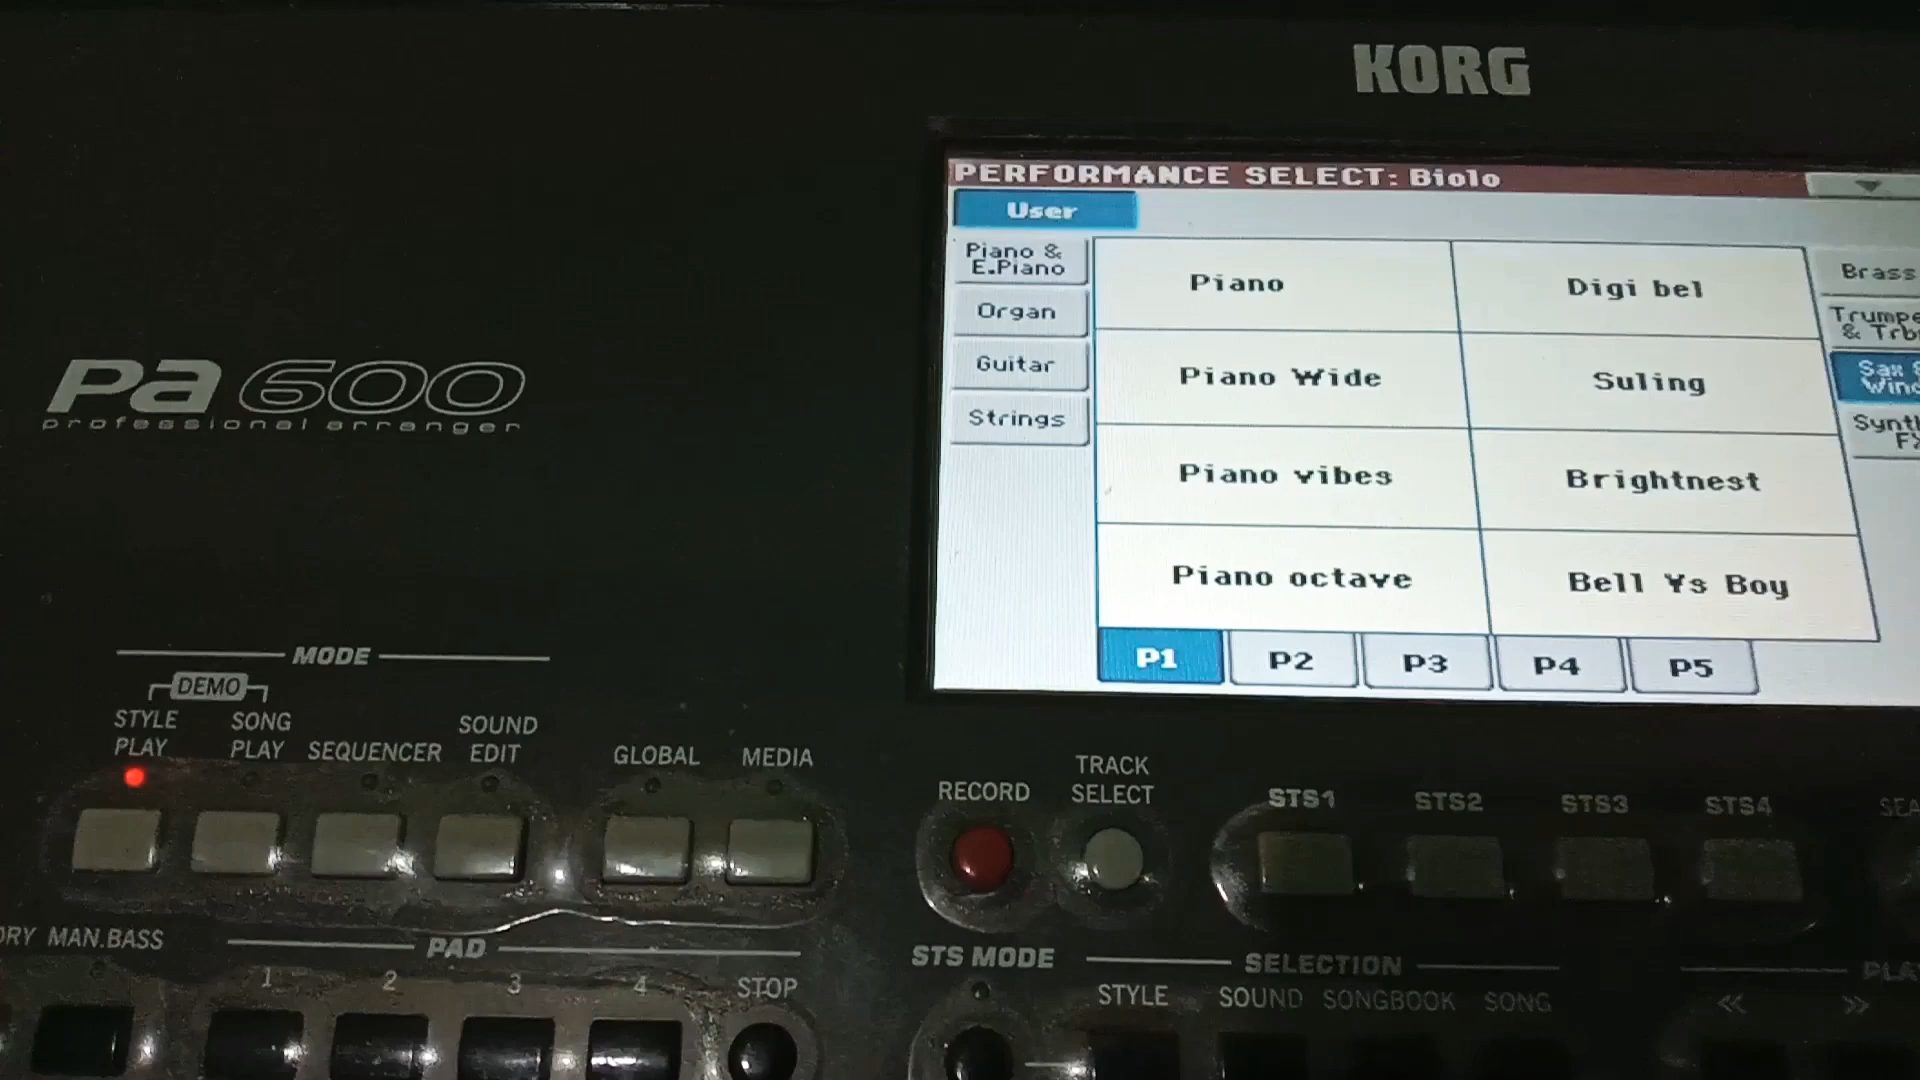 KORG
PERFORMANCE SELECT: Biolo
User
Piano &
E.Piano
Organ
Guitar
Strings
Piano
Digi bel
Piano Wide
Suling
Piano vibes
Brightnest
Piano octave
Bell Ys Boy
Brass
& Trb
Sax &
P1
P2
P3
P4
P5
Pa600
professional arranger
MODE
DEMO
STYLE
PLAY
SONG
PLAY
SEQUENCER
SOUND
EDIT
GLOBAL
MEDIA
RECORD
TRACK
SELECT
STS1
STS2
STS3
STS4
MAN.BASS
PAD
1
2
3
4
STOP
STS MODE
SELECTION
STYLE
SOUND
SONGBOOK
SONG